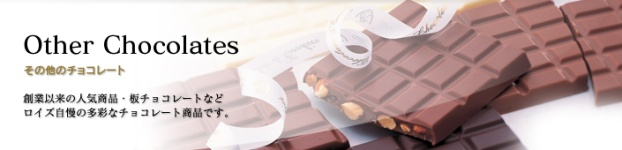 Other Chocolates
その他のチョコレート
創業以来の人気商品・板チョコレートなど
ロイズ自慢の多彩なチョコレート商品です。